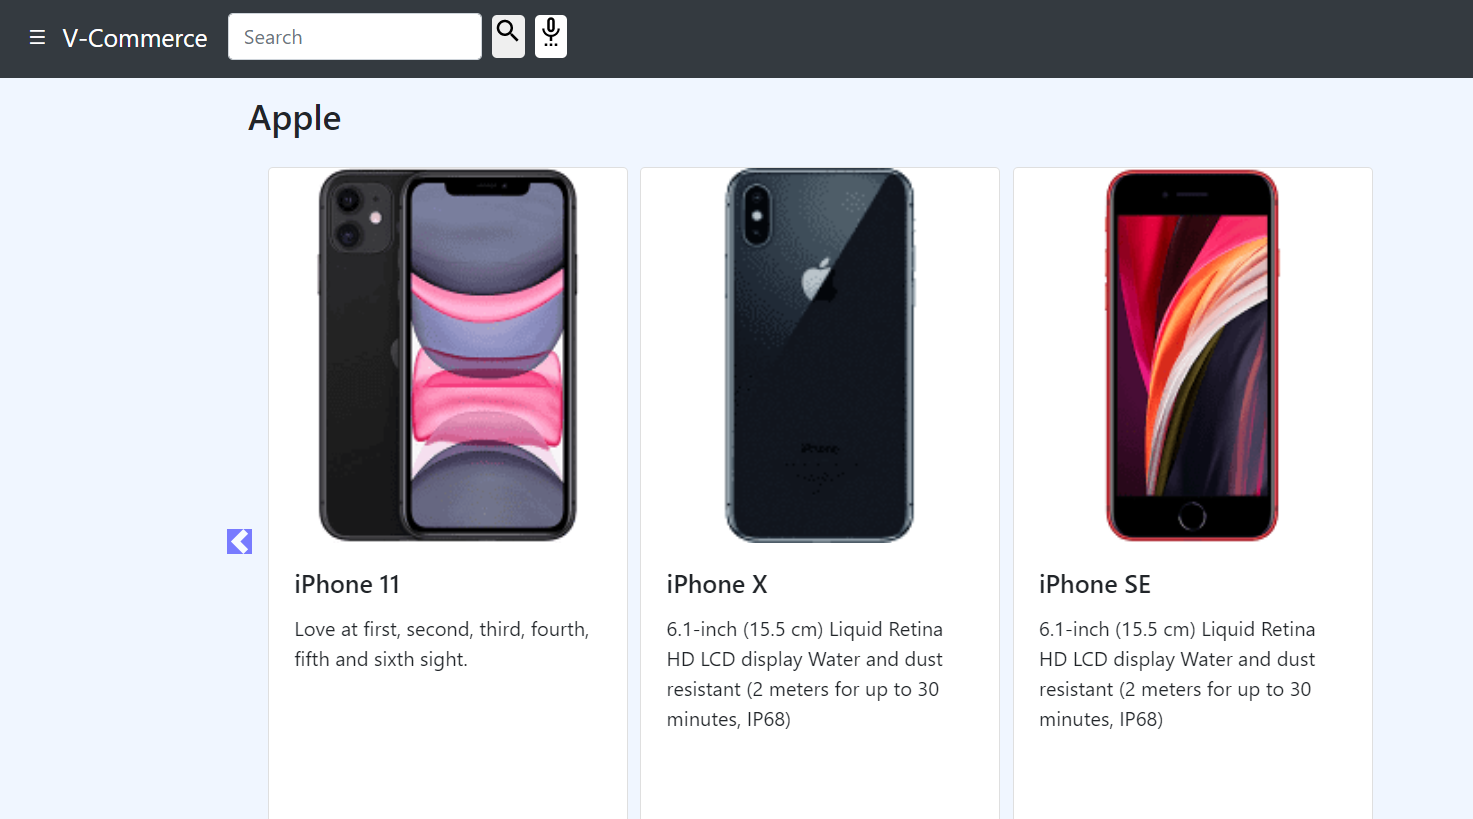 V-Commerce
Search
Apple
iPhone 11
Love at first, second, third, fourth,
fifth and sixth sight.
iPhone X
6.1-inch (15.5 cm) Liquid Retina
HD LCD display Water and dust
resistant (2 meters for up to 30
minutes, IP68)
iPhone SE
6.1-inch (15.5 cm) Liquid Retina
HD LCD display Water and dust
resistant (2 meters for up to 30
minutes, IP68)